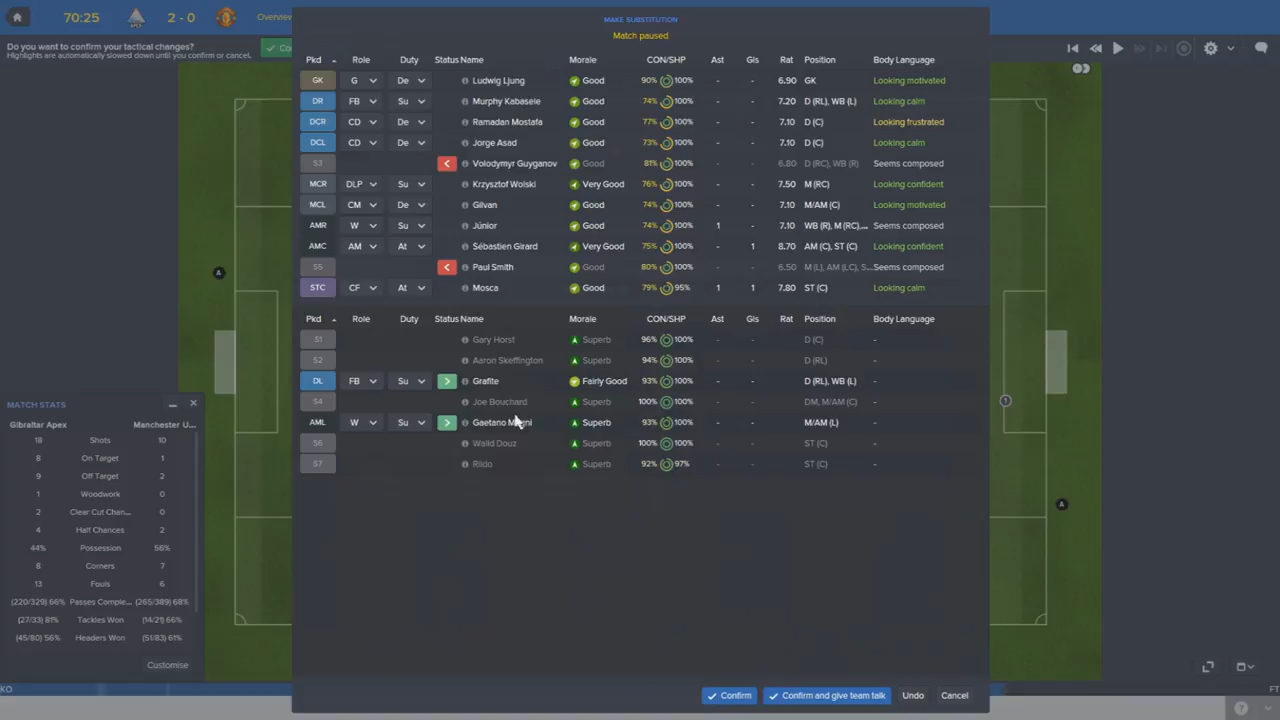 70:25 2 - 0 Overview
Do you want to confirm your tactical changes?
Highlights are automatically slowed down until you confirm or cancel.
MAKE SUBSTITUTION
Match paused
Pkd Role Duty Status Name Morale CON/SHP Ast Gls Rat Position Body Language
GK G De Ludwig Ljung Good 90% 100% - - 6.90 GK Looking motivated
DR FB Su Murphy Kabaseie Good 74% 100% - - 7.20 D (RL), WB (L) Looking calm
DCR CD De Ramadan Mostafa Good 77% 100% - - 7.10 D (C) Looking frustrated
DCL CD De Jorge Asad Good 73% 100% - - 7.10 D (C) Looking calm
S3 Volodymyr Guyganov Good 81% 100% - - 6.80 D (RC), WB (R) Seems composed
MCR DLP Su Krzysztof Wolski Very Good 76% 100% - - 7.50 M (RC) Looking confident
MCL CM De Gilvan Good 74% 100% - - 7.10 M/AM (C) Looking motivated
AMR W Su Júnior Good 74% 100% 1 - 7.10 WB (R), M (RC),... Seems composed
AMC AM At Sébastien Girard Very Good 75% 100% - 1 8.70 AM (C), ST (C) Looking confident
S5 Paul Smith Good 80% 100% - - 6.50 M (L), AM (LC), S... Seems composed
STC CF At Mosca Good 79% 95% 1 1 7.80 ST (C) Looking calm
Pkd Role Duty Status Name Morale CON/SHP Ast Gls Rat Position Body Language
S1 Gary Horst Superb 96% 100% - - - D (C) -
S2 Aaron Skeffington Superb 94% 100% - - - D (RL) -
DL FB Su Grafite Fairly Good 93% 100% - - - D (RL), WB (L) -
S4 Joe Bouchard Superb 100% 100% - - - DM, M/AM (C) -
AML W Su Gaetano Superb 93% 100% - - - M/AM (L) -
S6 Walid Douz Superb 100% 100% - - - ST (C) -
S7 Rildo Superb 92% 97% - - - ST (C) -
MATCH STATS
Gibraltar Apex Manchester U...
18 Shots 10
8 On Target 1
9 Off Target 2
1 Woodwork 0
2 Clear Cut Chan... 0
4 Half Chances 2
44% Possession 56%
8 Corners 7
13 Fouls 6
(220/329) 66% Passes Comple... (265/389) 68%
(27/33) 81% Tackles Won (14/21) 66%
(45/80) 56% Headers Won (51/83) 61%
Customise
A
1
A
Confirm Confirm and give team talk Undo Cancel
KO FT